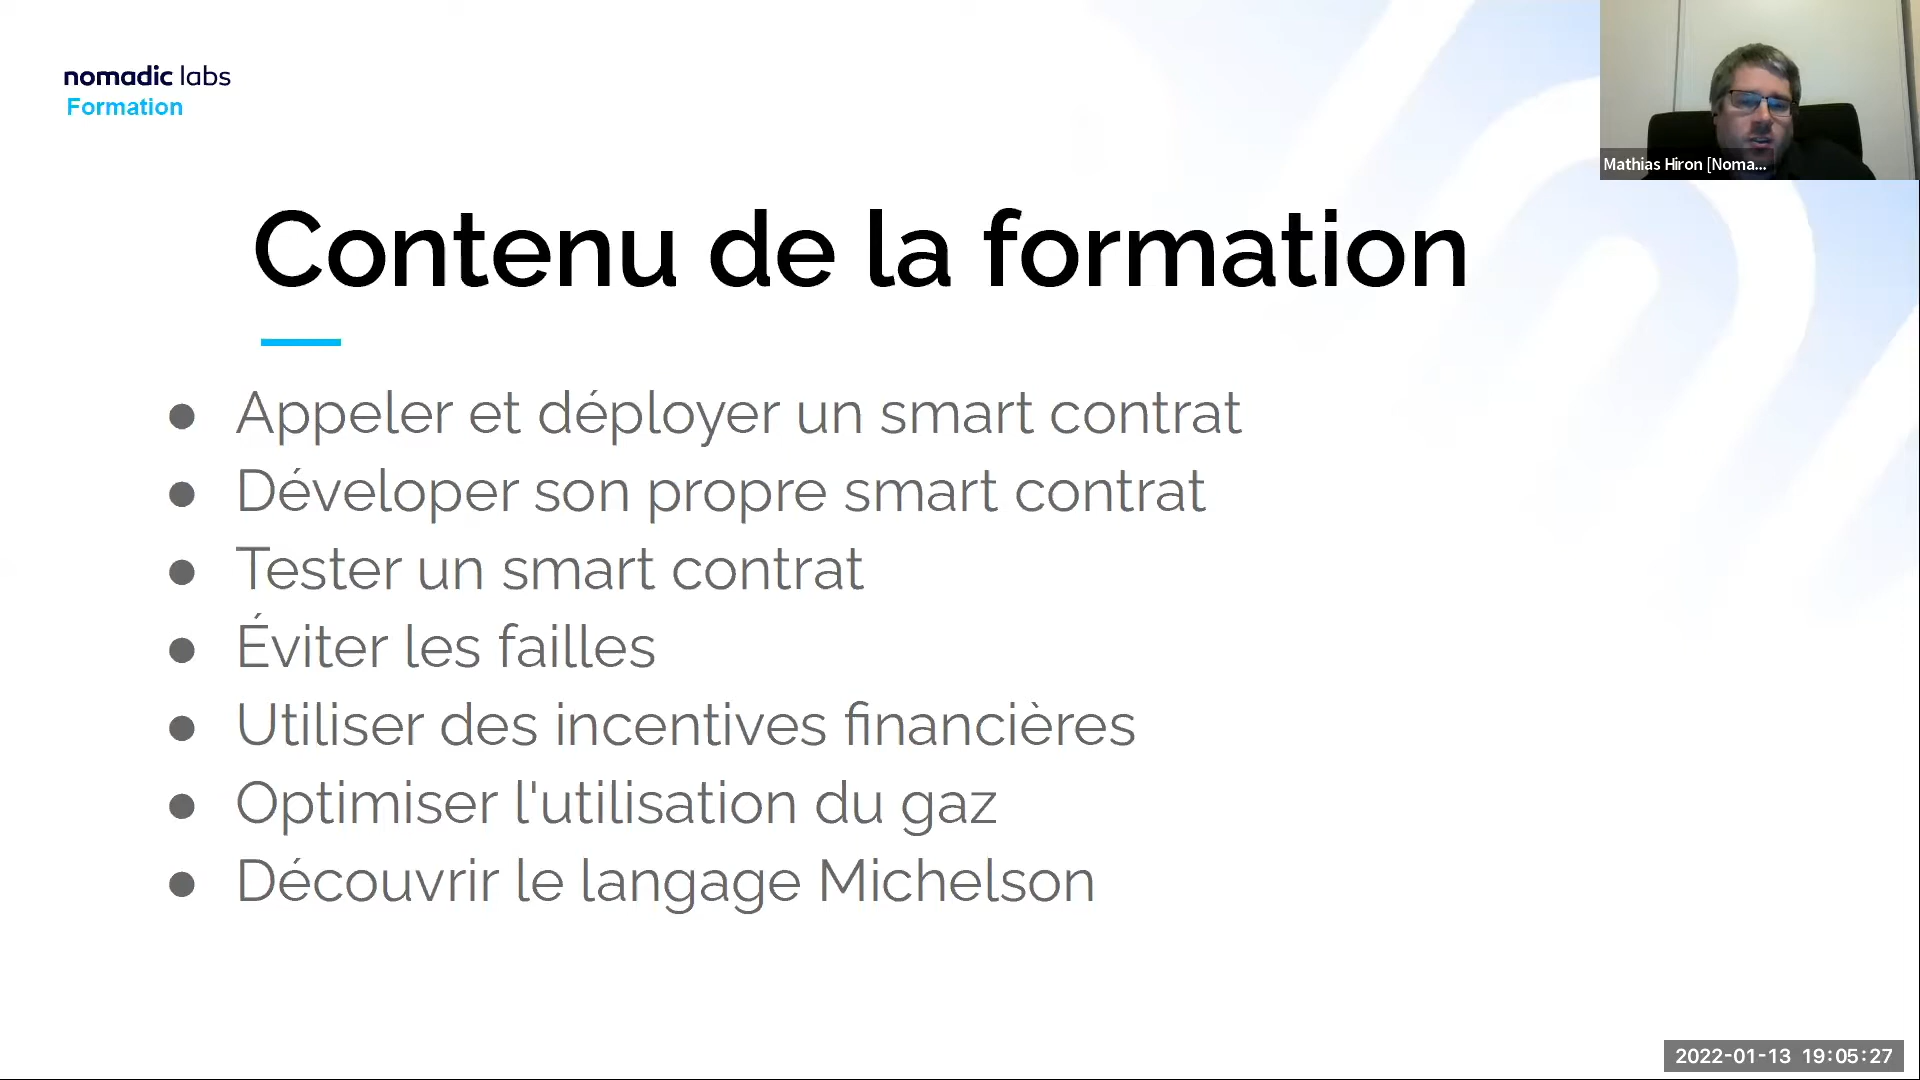 nomadic labs
Formation
Mathias Hiron [Noma...
Contenu de la formation
● Appeler et déployer un smart contrat
● Déveloper son propre smart contrat
● Tester un smart contrat
● Éviter les failles
● Utiliser des incentives financières
● Optimiser l'utilisation du gaz
● Découvrir le langage Michelson
2022-01-13 19:05:27